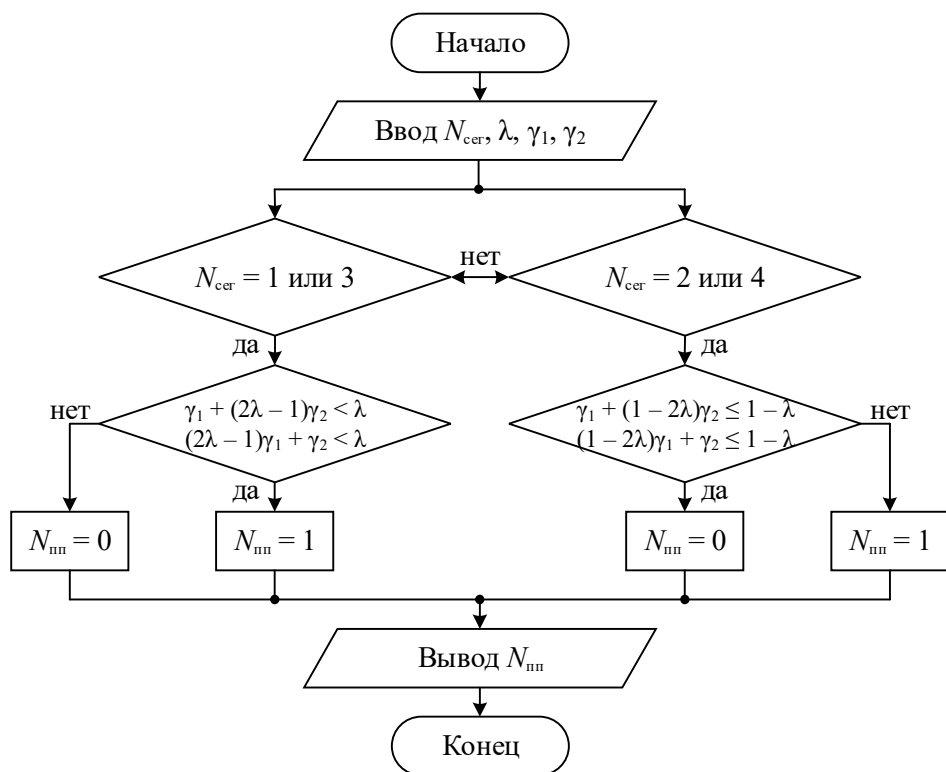 Начало
Ввод Nсег, λ, γ1, γ2
нет
Nсег = 1 или 3
Nсег = 2 или 4
да
да
нет
γ1 + (2λ – 1)γ2 < λ
(2λ – 1)γ1 + γ2 < λ
γ1 + (1 – 2λ)γ2 ≤ 1 – λ
(1 – 2λ)γ1 + γ2 ≤ 1 – λ
нет
да
да
Nпп = 0
Nпп = 1
Nпп = 0
Nпп = 1
Вывод Nпп
Конец